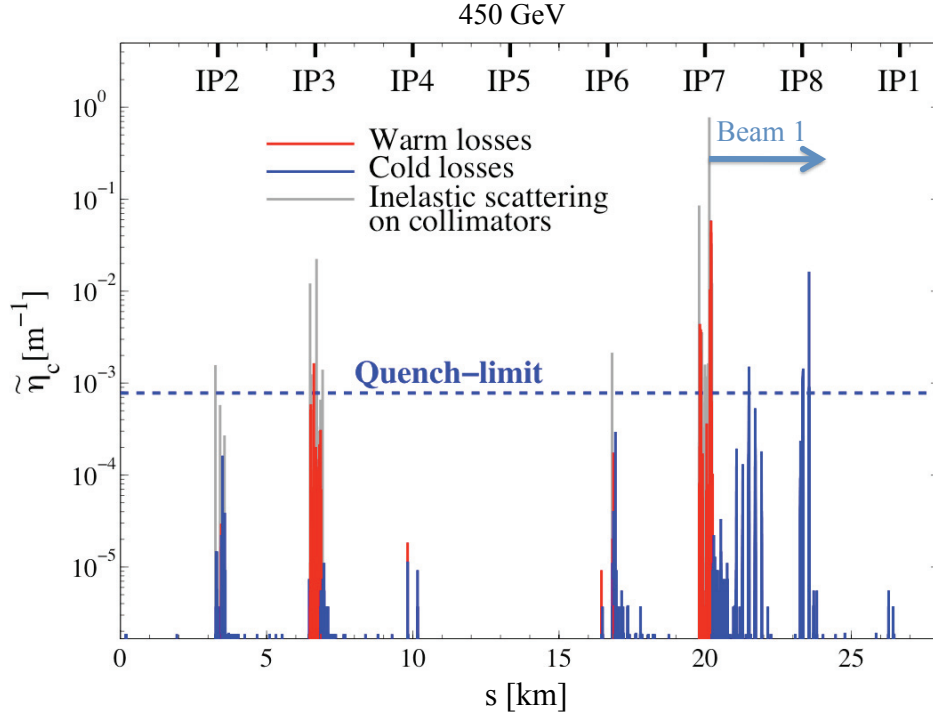 450 GeV
IP2 IP3 IP4 IP5 IP6 IP7 IP8 IP1
10^0
10^−1
10^−2
10^−3
10^−4
10^−5
Warm losses
Cold losses
Inelastic scattering
on collimators
Beam 1
Quench−limit
η̃_c[m^−1]
0 5 10 15 20 25
s [km]